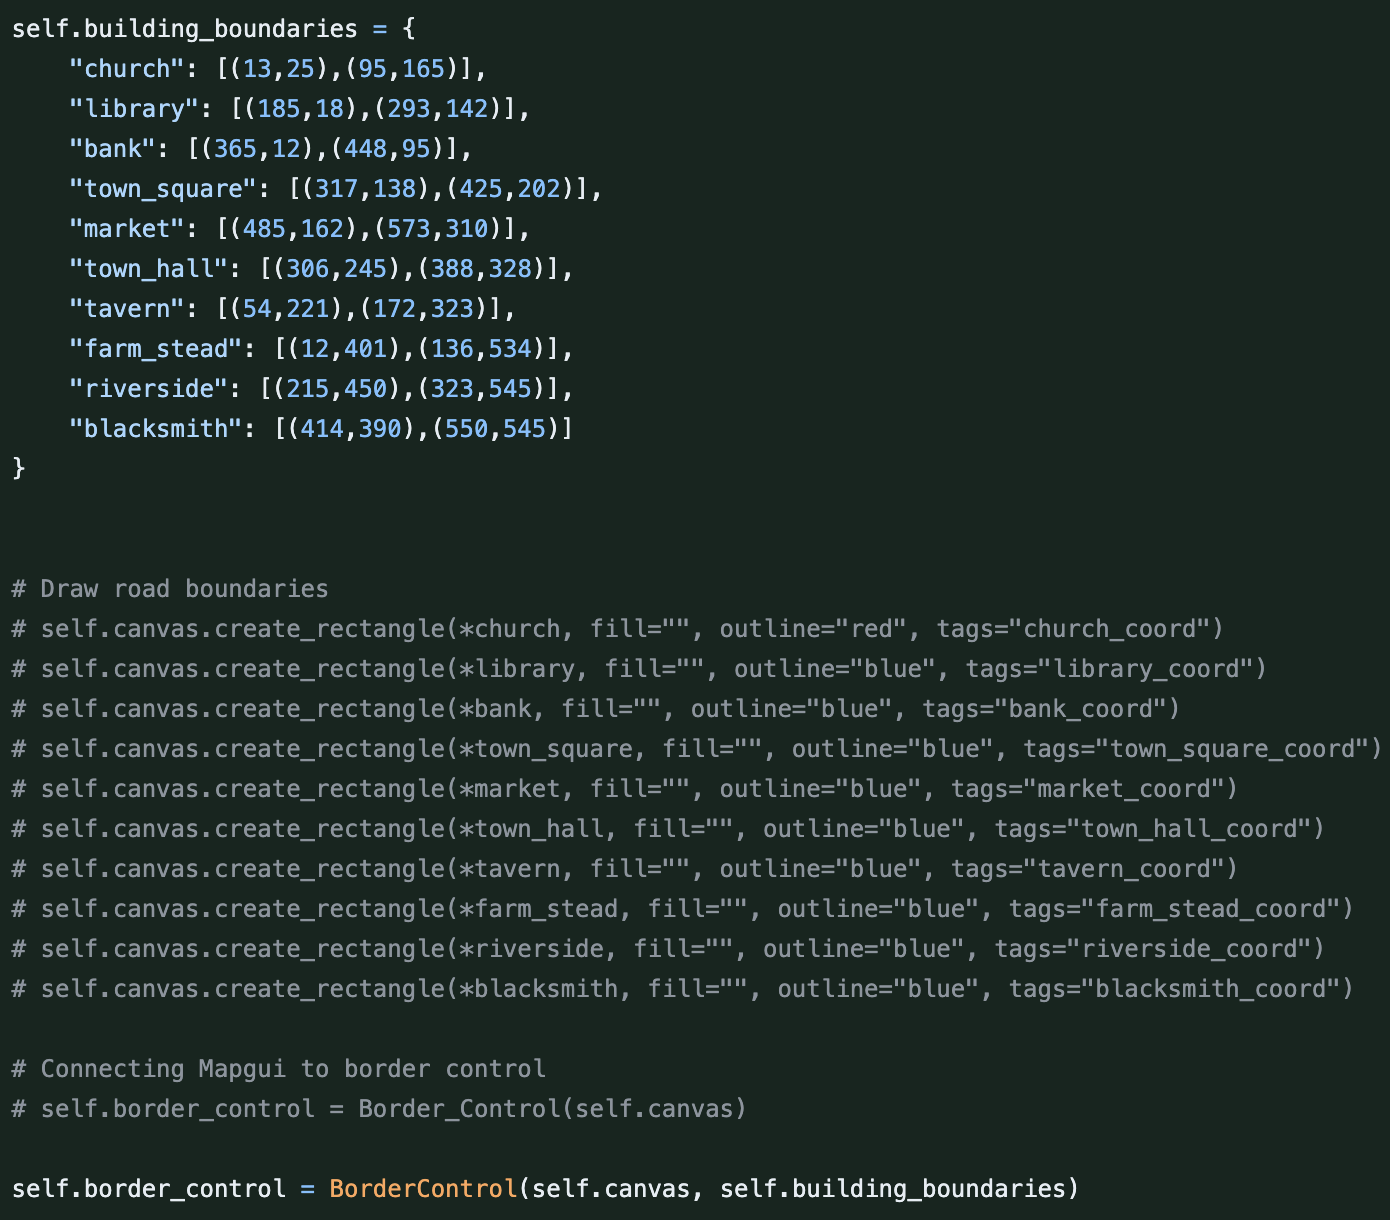 self.building_boundaries = {
    "church": [(13,25),(95,165)],
    "library": [(185,18),(293,142)],
    "bank": [(365,12),(448,95)],
    "town_square": [(317,138),(425,202)],
    "market": [(485,162),(573,310)],
    "town_hall": [(306,245),(388,328)],
    "tavern": [(54,221),(172,323)],
    "farm_stead": [(12,401),(136,534)],
    "riverside": [(215,450),(323,545)],
    "blacksmith": [(414,390),(550,545)]
}
# Draw road boundaries
# self.canvas.create_rectangle(*church, fill="", outline="red", tags="church_coord")
# self.canvas.create_rectangle(*library, fill="", outline="blue", tags="library_coord")
# self.canvas.create_rectangle(*bank, fill="", outline="blue", tags="bank_coord")
# self.canvas.create_rectangle(*town_square, fill="", outline="blue", tags="town_square_coord")
# self.canvas.create_rectangle(*market, fill="", outline="blue", tags="market_coord")
# self.canvas.create_rectangle(*town_hall, fill="", outline="blue", tags="town_hall_coord")
# self.canvas.create_rectangle(*tavern, fill="", outline="blue", tags="tavern_coord")
# self.canvas.create_rectangle(*farm_stead, fill="", outline="blue", tags="farm_stead_coord")
# self.canvas.create_rectangle(*riverside, fill="", outline="blue", tags="riverside_coord")
# self.canvas.create_rectangle(*blacksmith, fill="", outline="blue", tags="blacksmith_coord")
# Connecting Mapgui to border control
# self.border_control = Border_Control(self.canvas)
self.border_control = BorderControl(self.canvas, self.building_boundaries)